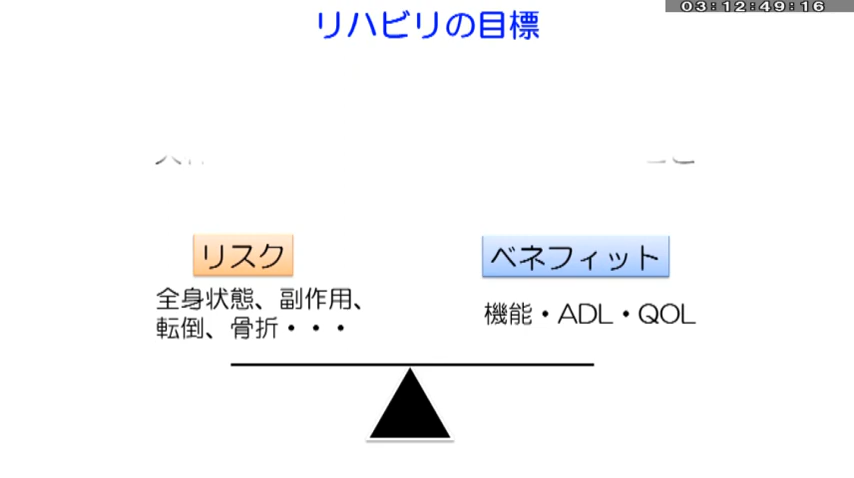 03:12:49:16
リハビリの目標
リスク
全身状態、副作用、
転倒、骨折・・・
ベネフィット
機能・ADL・QOL